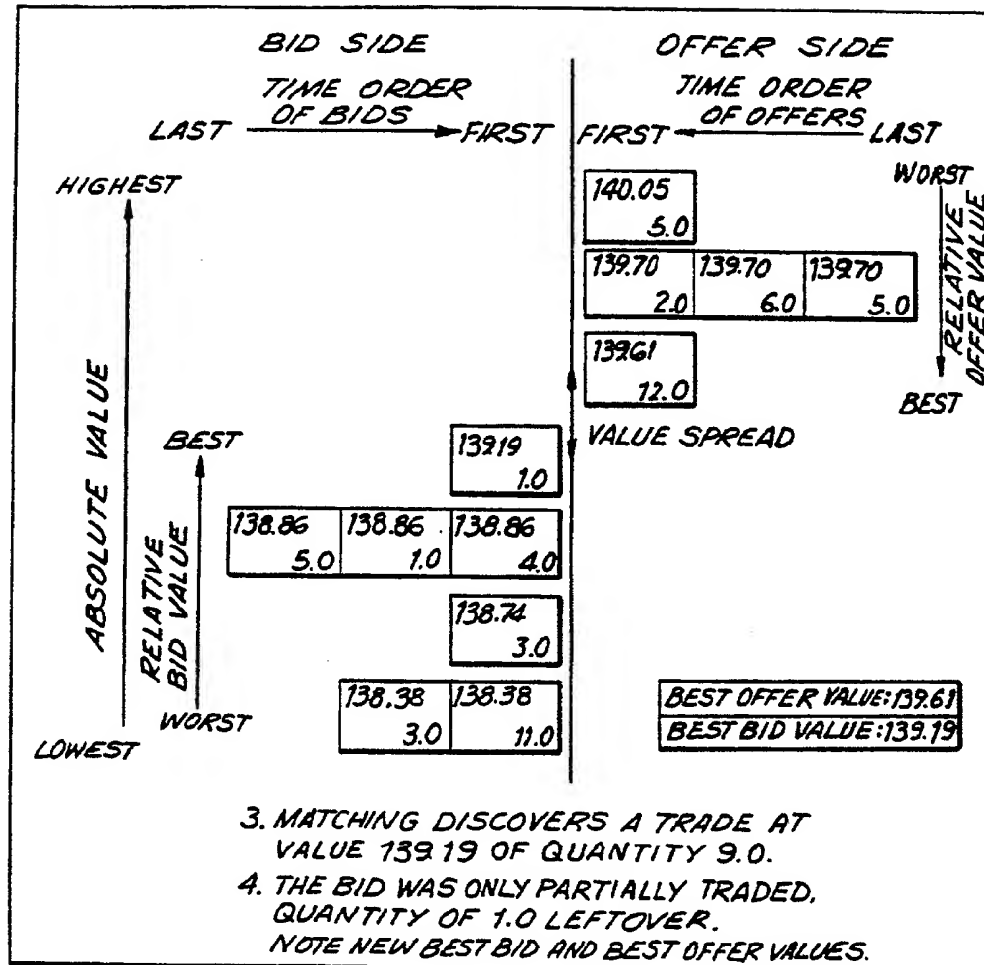 BID SIDE
OFFER SIDE
TIME ORDER
OF BIDS
TIME ORDER
OF OFFERS
LAST
FIRST
FIRST
LAST
HIGHEST
WORST
140.05
5.0
139.70 139.70 139.70
2.0 6.0 5.0
139.61
12.0
RELATIVE
OFFER VALUE
BEST
VALUE SPREAD
ABSOLUTE VALUE
BEST
RELATIVE
BID VALUE
139.19
1.0
138.86 138.86 138.86
5.0 1.0 4.0
138.74
3.0
138.38 138.38
3.0 11.0
WORST
LOWEST
BEST OFFER VALUE:139.61
BEST BID VALUE:139.19
3. MATCHING DISCOVERS A TRADE AT
VALUE 139.19 OF QUANTITY 9.0.
4. THE BID WAS ONLY PARTIALLY TRADED.
QUANTITY OF 1.0 LEFTOVER.
NOTE NEW BEST BID AND BEST OFFER VALUES.